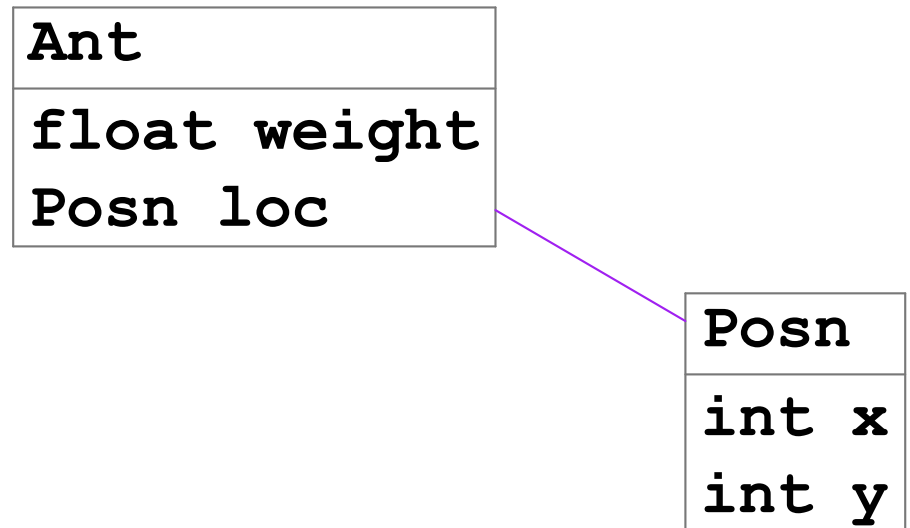 Ant
float weight
Posn loc
Posn
int x
int y